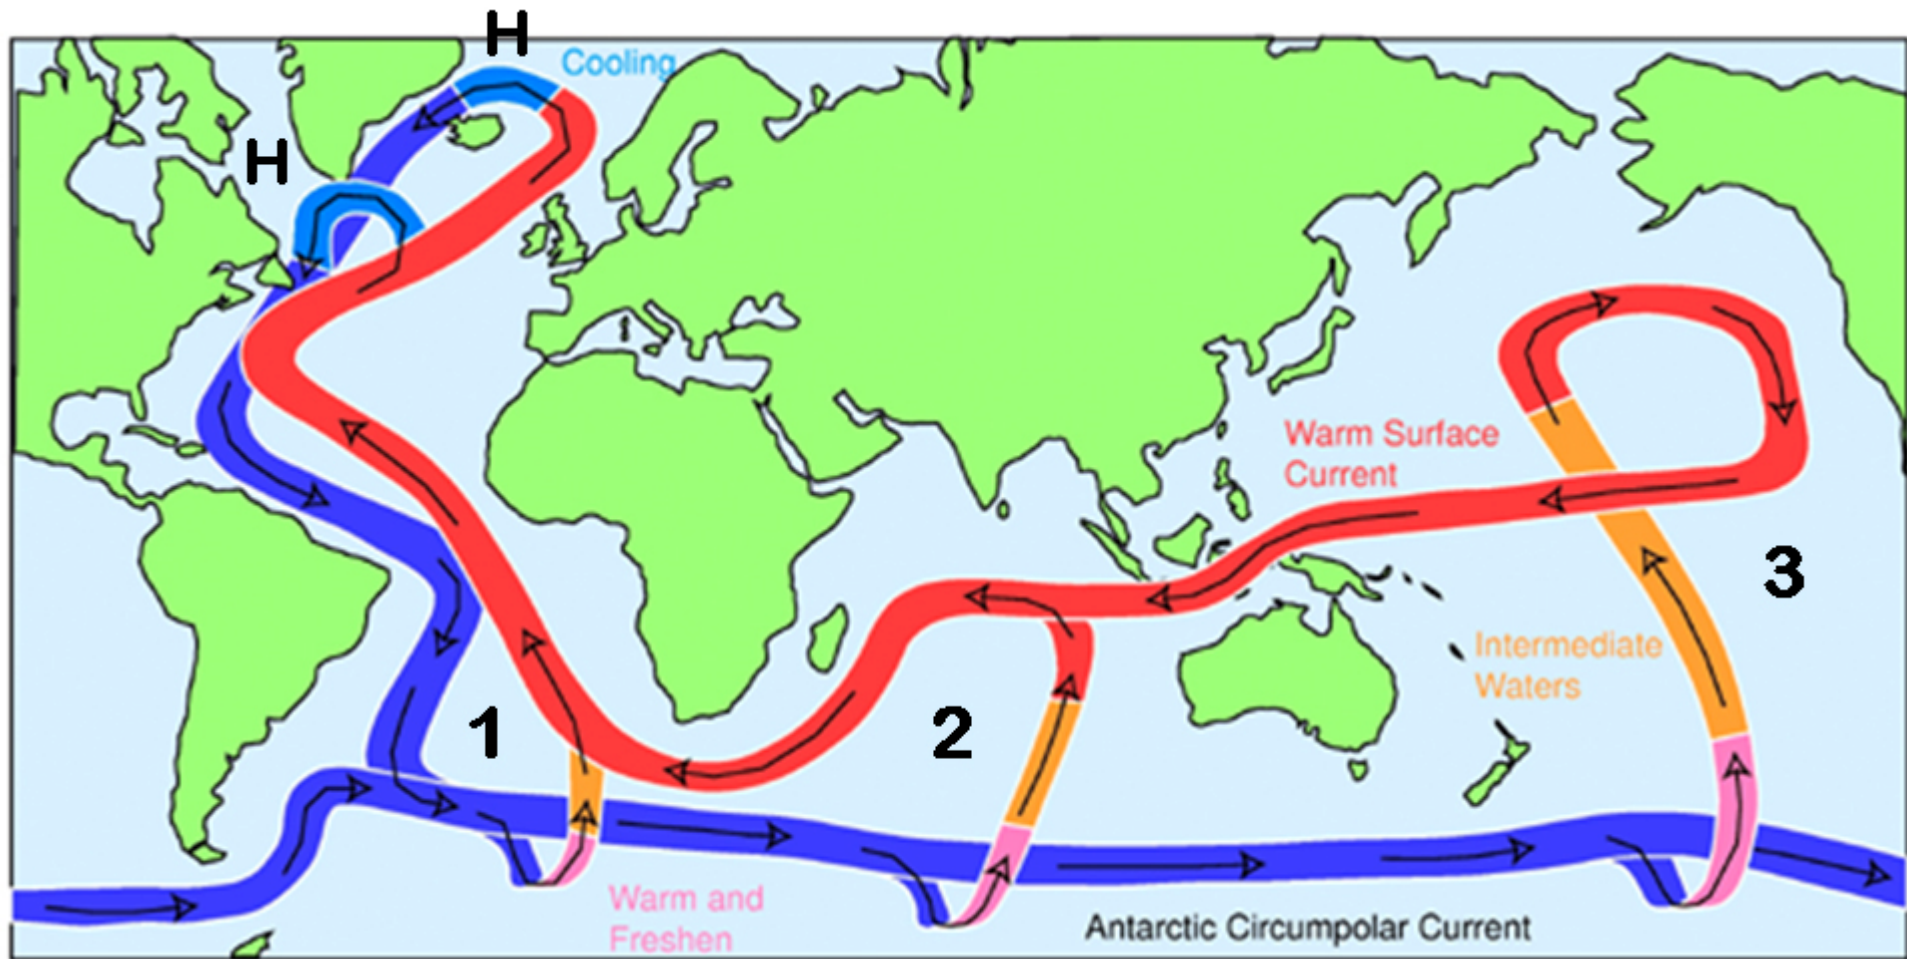 H
Cooling
H
Warm Surface
Current
3
Intermediate
Waters
1
2
Warm and
Freshen
Antarctic Circumpolar Current